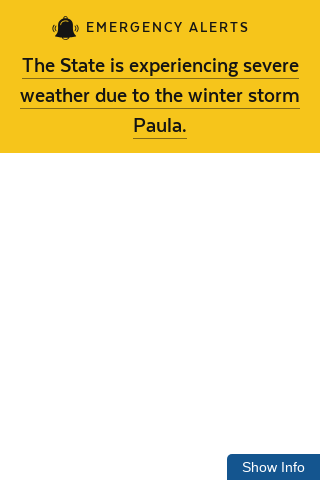 EMERGENCY ALERTS
The State is experiencing severe
weather due to the winter storm
Paula.
Show Info